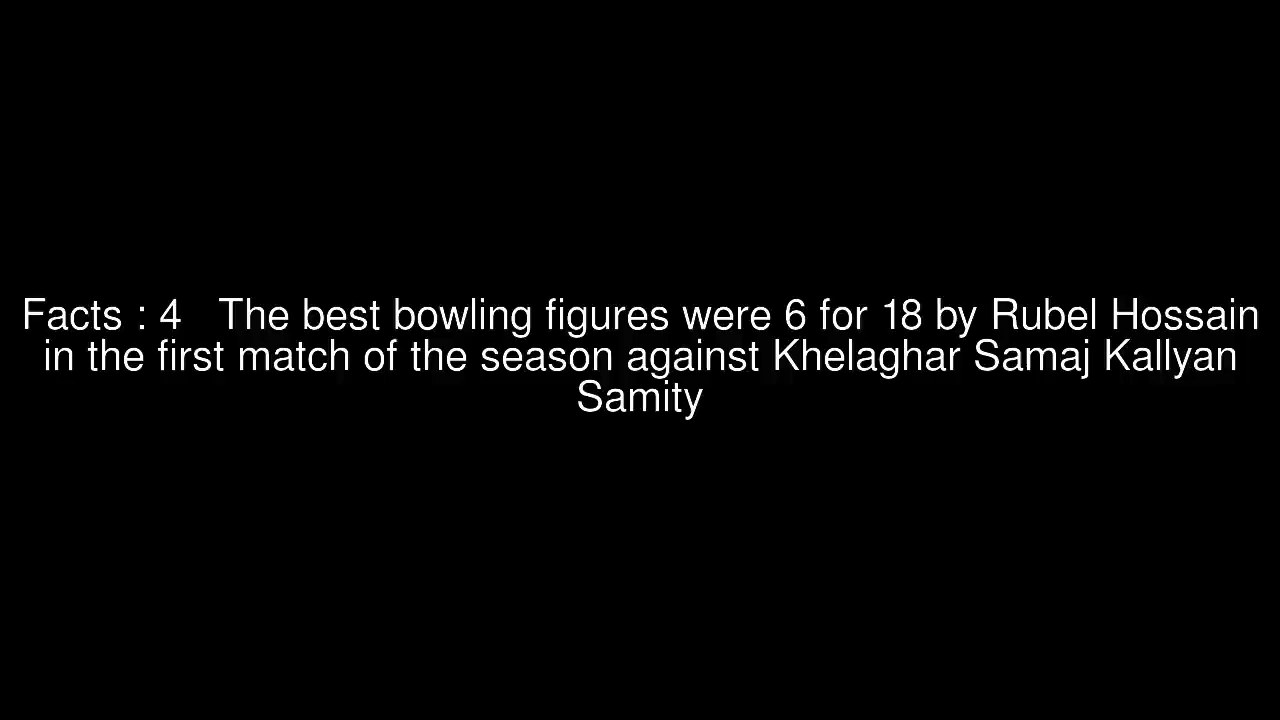 Facts : 4   The best bowling figures were 6 for 18 by Rubel Hossain
in the first match of the season against Khelaghar Samaj Kallyan
Samity